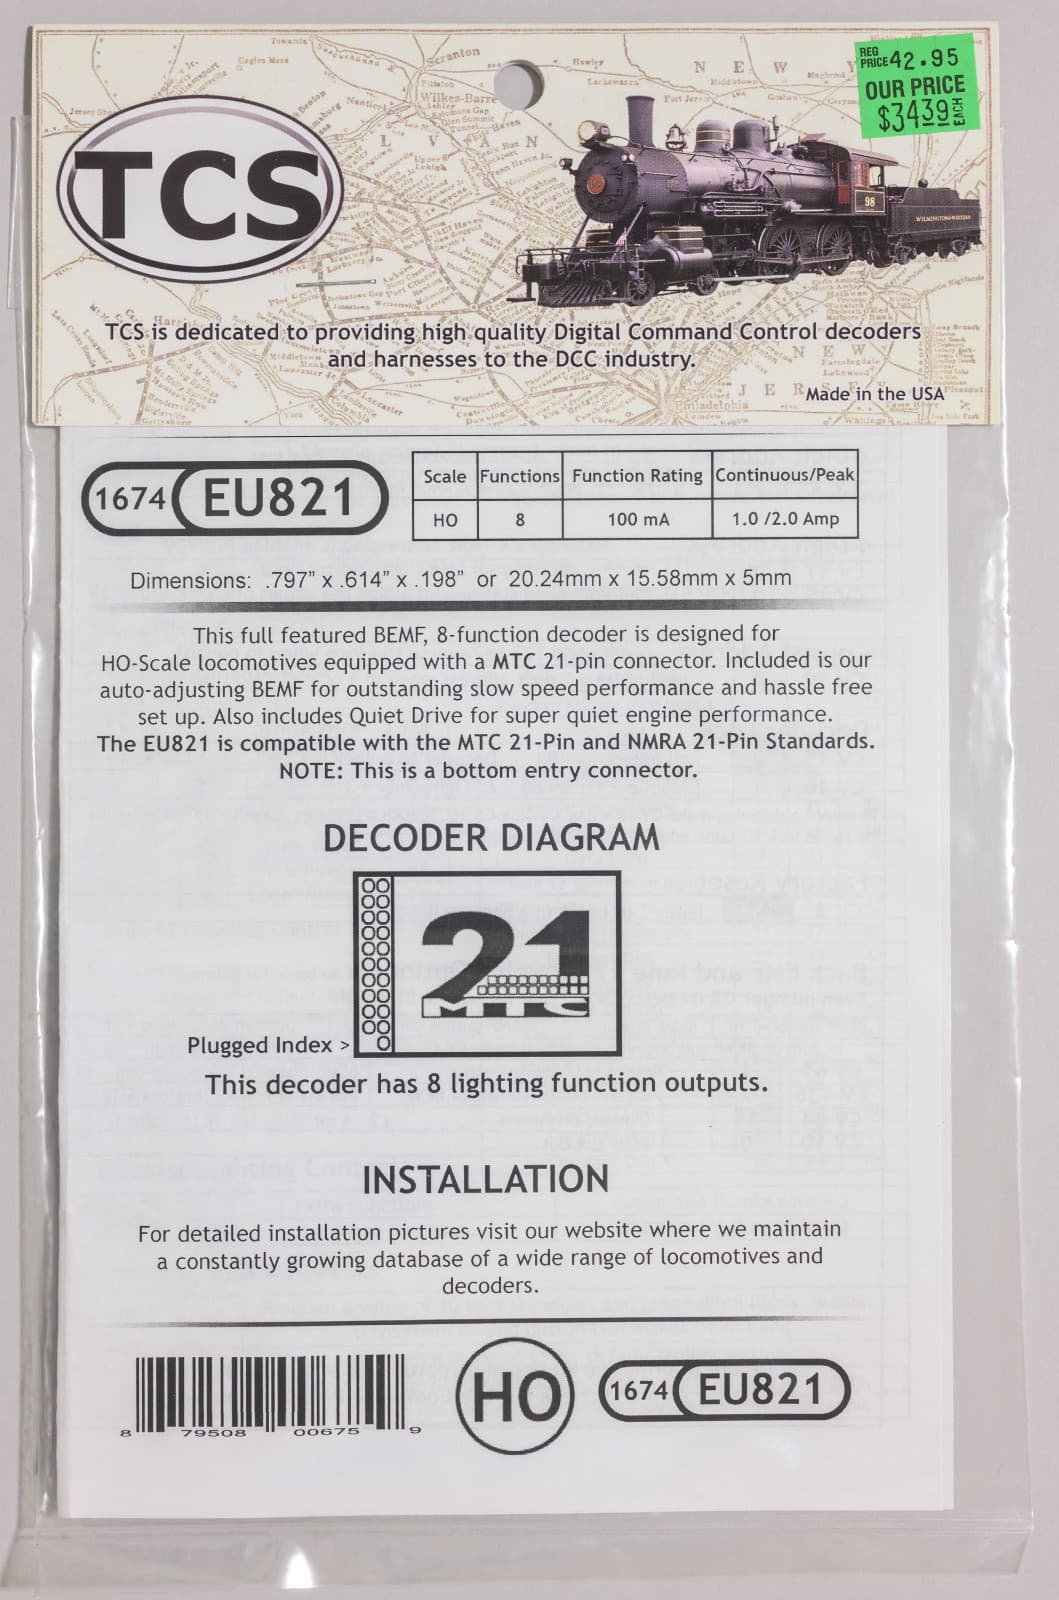 REG
PRICE 42.95
OUR PRICE
$34.39 EACH
TCS
98
WILMINGTON & WESTERN
TCS is dedicated to providing high quality Digital Command Control decoders
and harnesses to the DCC industry.
Made in the USA
Scranton
Wilkes-Barre
Philadelphia
N E W
J E R S E Y
1674 EU821
Scale Functions Function Rating Continuous/Peak
HO 8 100 mA 1.0 /2.0 Amp
Dimensions: .797” x .614” x .198” or 20.24mm x 15.58mm x 5mm
This full featured BEMF, 8-function decoder is designed for
HO-Scale locomotives equipped with a MTC 21-pin connector. Included is our
auto-adjusting BEMF for outstanding slow speed performance and hassle free
set up. Also includes Quiet Drive for super quiet engine performance.
The EU821 is compatible with the MTC 21-Pin and NMRA 21-Pin Standards.
NOTE: This is a bottom entry connector.
DECODER DIAGRAM
21
MTC
Plugged Index >
This decoder has 8 lighting function outputs.
INSTALLATION
For detailed installation pictures visit our website where we maintain
a constantly growing database of a wide range of locomotives and
decoders.
8 79508 00675 9
HO
1674 EU821